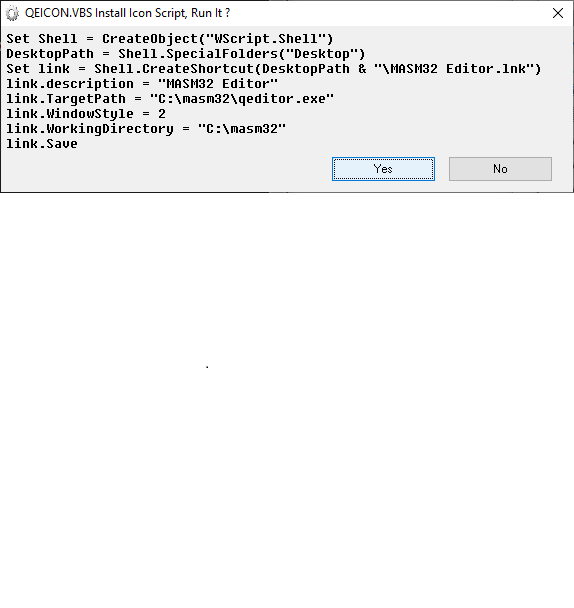 QEICON.VBS Install Icon Script, Run It ?
Set Shell = CreateObject("WScript.Shell")
DesktopPath = Shell.SpecialFolders("Desktop")
Set link = Shell.CreateShortcut(DesktopPath & "\MASM32 Editor.lnk")
link.description = "MASM32 Editor"
link.TargetPath = "C:\masm32\qeditor.exe"
link.WindowStyle = 2
link.WorkingDirectory = "C:\masm32"
link.Save
Yes No